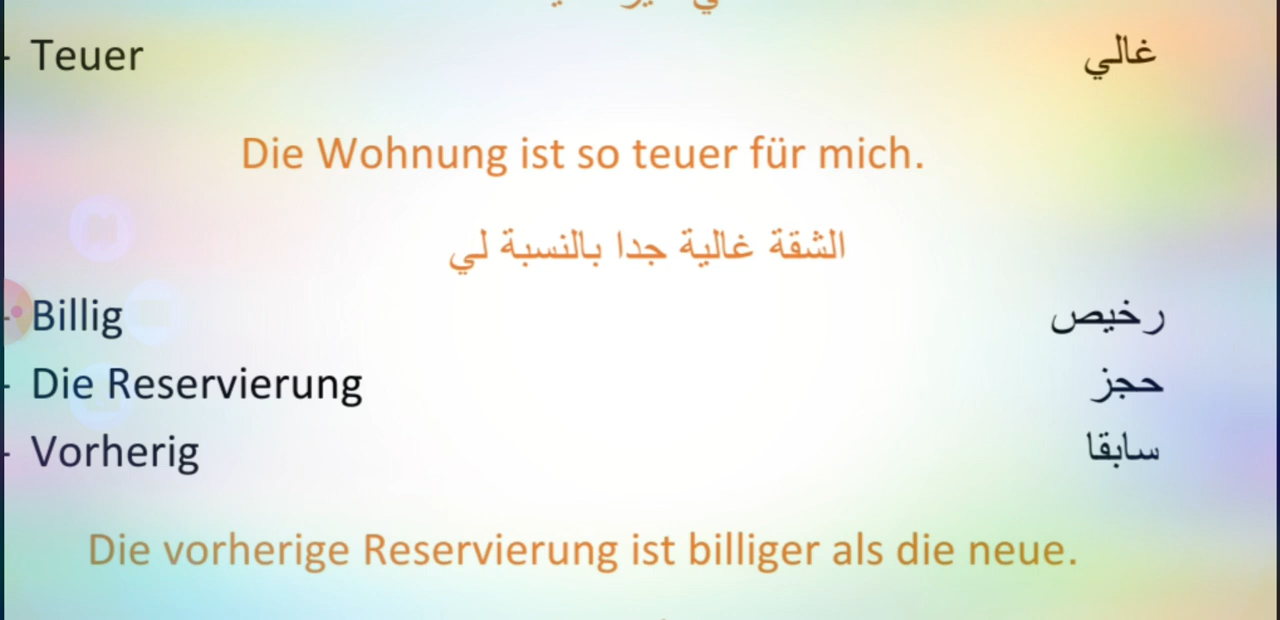 - Teuer غالي
Die Wohnung ist so teuer für mich.
الشقة غالية جدا بالنسبة لي
- Billig رخيص
- Die Reservierung حجز
- Vorherig سابقا
Die vorherige Reservierung ist billiger als die neue.